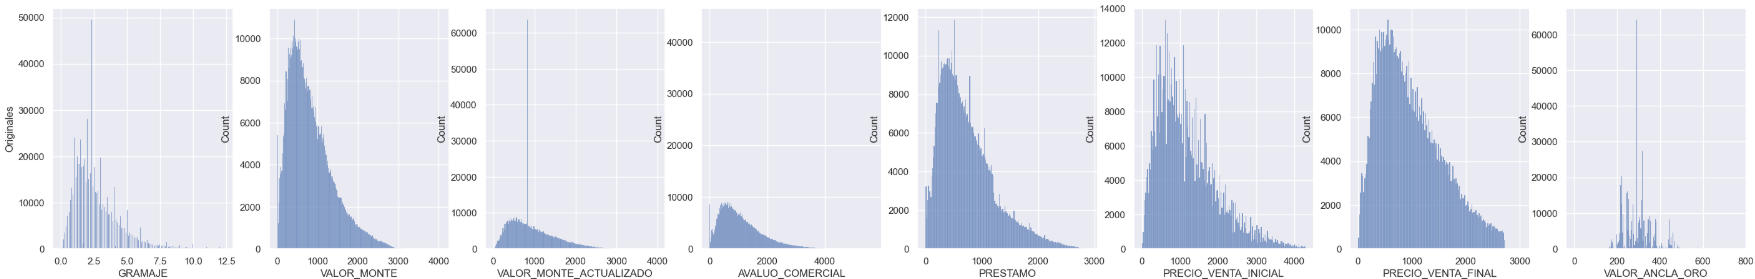 Originales
50000
40000
30000
20000
10000
0
0.0 2.5 5.0 7.5 10.0 12.5
GRAMAJE
Count
10000
8000
6000
4000
2000
0
0 1000 2000 3000 4000
VALOR_MONTE
Count
60000
50000
40000
30000
20000
10000
0
0 1000 2000 3000 4000
VALOR_MONTE_ACTUALIZADO
Count
40000
30000
20000
10000
0
0 2000 4000
AVALUO_COMERCIAL
Count
12000
10000
8000
6000
4000
2000
0
0 1000 2000 3000
PRESTAMO
Count
14000
12000
10000
8000
6000
4000
2000
0
0 1000 2000 3000 4000
PRECIO_VENTA_INICIAL
Count
10000
8000
6000
4000
2000
0
0 1000 2000 3000
PRECIO_VENTA_FINAL
Count
60000
50000
40000
30000
20000
10000
0
0 200 400 600 800
VALOR_ANCLA_ORO